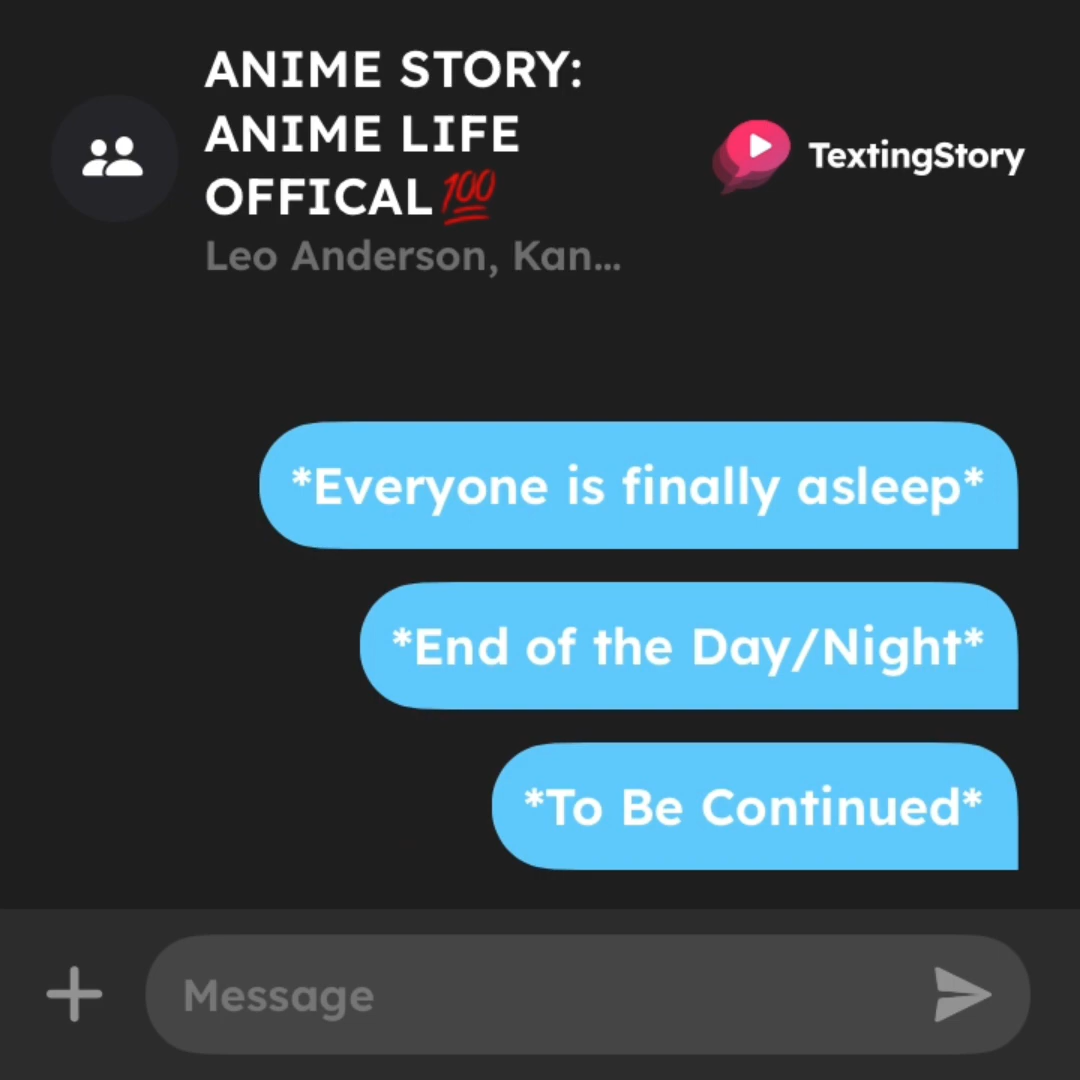 ANIME STORY:
ANIME LIFE
OFFICAL💯
TextingStory
Leo Anderson, Kan...
*Everyone is finally asleep*
*End of the Day/Night*
*To Be Continued*
Message